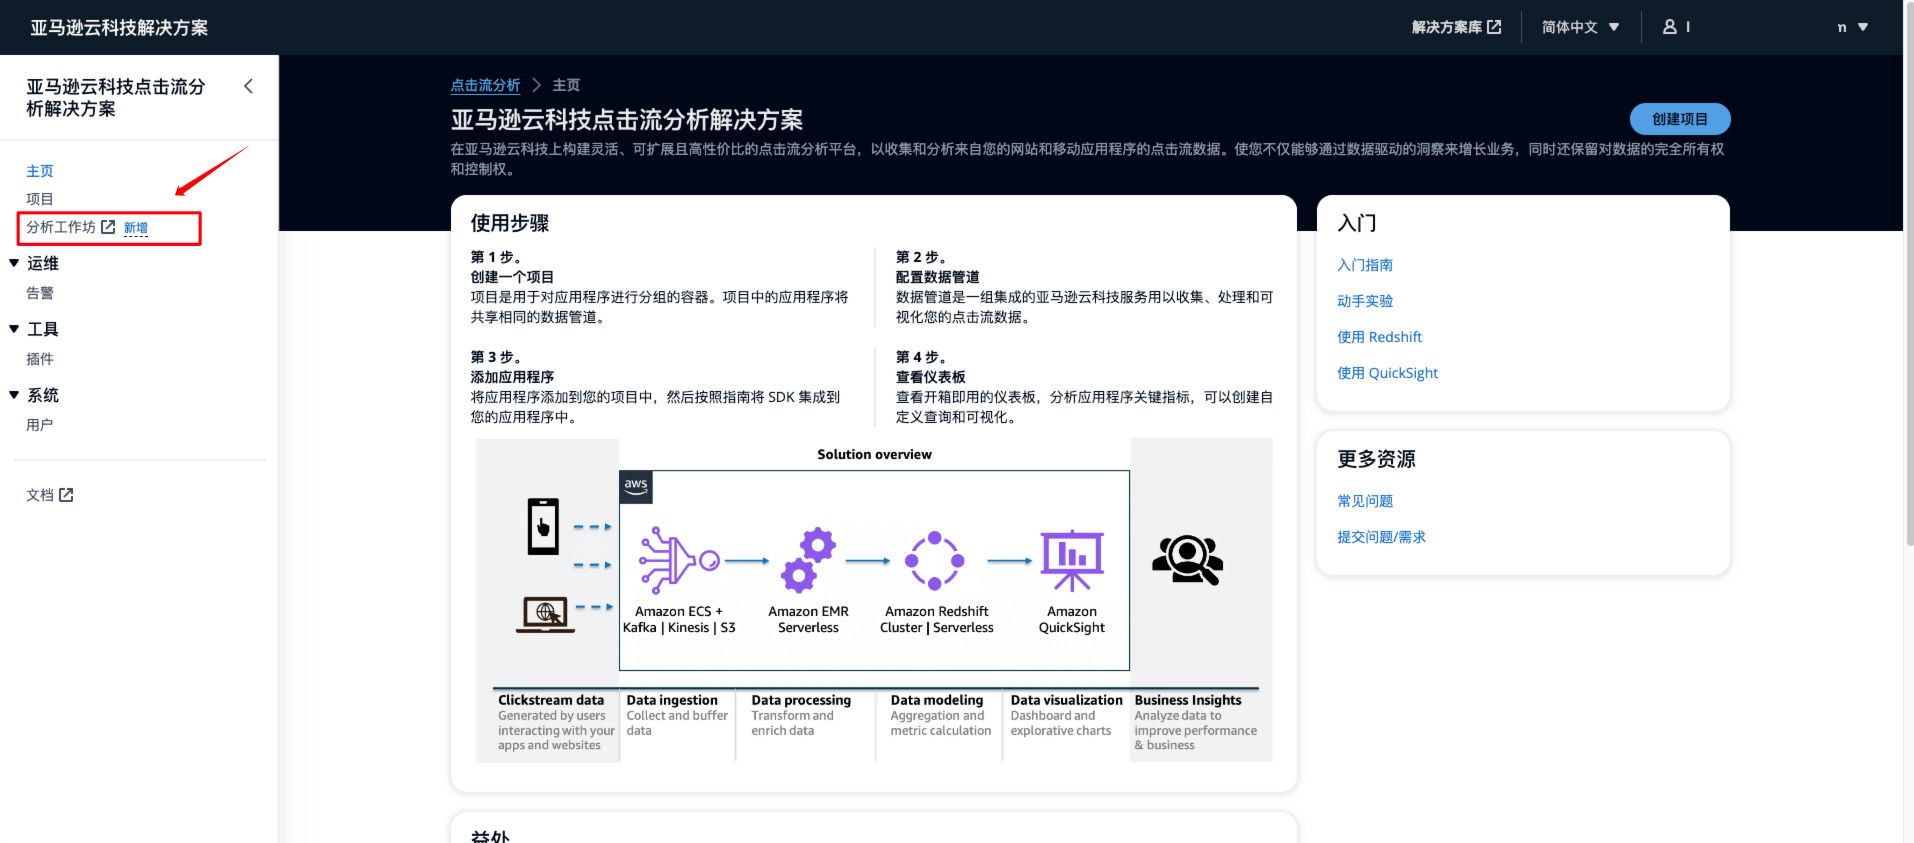 亚马逊云科技解决方案
解决方案库
简体中文
n
亚马逊云科技点击流分
析解决方案
主页
项目
分析工作坊 新增
运维
告警
工具
插件
系统
用户
文档
点击流分析 > 主页
亚马逊云科技点击流分析解决方案
创建项目
在亚马逊云科技上构建灵活、可扩展且高性价比的点击流分析平台，以收集和分析来自您的网站和移动应用程序的点击流数据。使您不仅能够通过数据驱动的洞察来增长业务，同时还保留对数据的完全所有权
和控制权。
使用步骤
第 1 步。
创建一个项目
项目是用于对应用程序进行分组的容器。项目中的应用程序将
共享相同的数据管道。
第 2 步。
配置数据管道
数据管道是一组集成的亚马逊云科技服务用以收集、处理和可
视化您的点击流数据。
第 3 步。
添加应用程序
将应用程序添加到您的项目中，然后按照指南将 SDK 集成到
您的应用程序中。
第 4 步。
查看仪表板
查看开箱即用的仪表板，分析应用程序关键指标，可以创建自
定义查询和可视化。
Solution overview
aws
Amazon ECS +
Kafka | Kinesis | S3
Amazon EMR
Serverless
Amazon Redshift
Cluster | Serverless
Amazon
QuickSight
Clickstream data
Generated by users
interacting with your
apps and websites
Data ingestion
Collect and buffer
data
Data processing
Transform and
enrich data
Data modeling
Aggregation and
metric calculation
Data visualization
Dashboard and
explorative charts
Business Insights
Analyze data to
improve performance
& business
入门
入门指南
动手实验
使用 Redshift
使用 QuickSight
更多资源
常见问题
提交问题/需求
益处